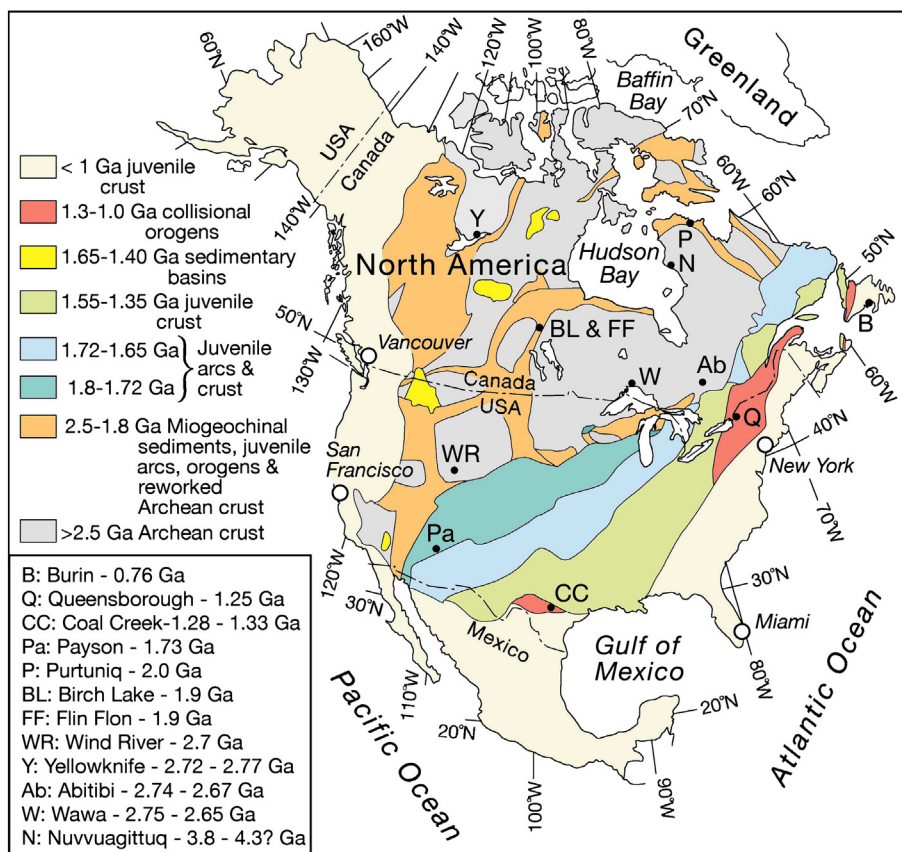 60°N
160°W
140°W
120°W
100°W
80°W
Greenland
Baffin
Bay
70°N
USA
Canada
60°W
60°N
< 1 Ga juvenile
crust
1.3-1.0 Ga collisional
orogens
1.65-1.40 Ga sedimentary
basins
1.55-1.35 Ga juvenile
crust
1.72-1.65 Ga
1.8-1.72 Ga
Juvenile
arcs &
crust
2.5-1.8 Ga Miogeochinal
sediments, juvenile
arcs, orogens &
reworked
Archean crust
>2.5 Ga Archean crust
140°W
Y
P
N
Hudson
Bay
North America
50°N
B
50°N
130°W
Vancouver
BL & FF
W
Ab
60°W
Canada
USA
Q
40°N
New York
San
Francisco
WR
70°W
Pa
CC
120°W
30°N
30°N
Miami
80°W
Mexico
Gulf of
Mexico
110°W
20°N
20°N
100°W
90°W
Pacific Ocean
Atlantic Ocean
B: Burin - 0.76 Ga
Q: Queensborough - 1.25 Ga
CC: Coal Creek-1.28 - 1.33 Ga
Pa: Payson - 1.73 Ga
P: Purtuniq - 2.0 Ga
BL: Birch Lake - 1.9 Ga
FF: Flin Flon - 1.9 Ga
WR: Wind River - 2.7 Ga
Y: Yellowknife - 2.72 - 2.77 Ga
Ab: Abitibi - 2.74 - 2.67 Ga
W: Wawa - 2.75 - 2.65 Ga
N: Nuvvuagittuq - 3.8 - 4.3? Ga